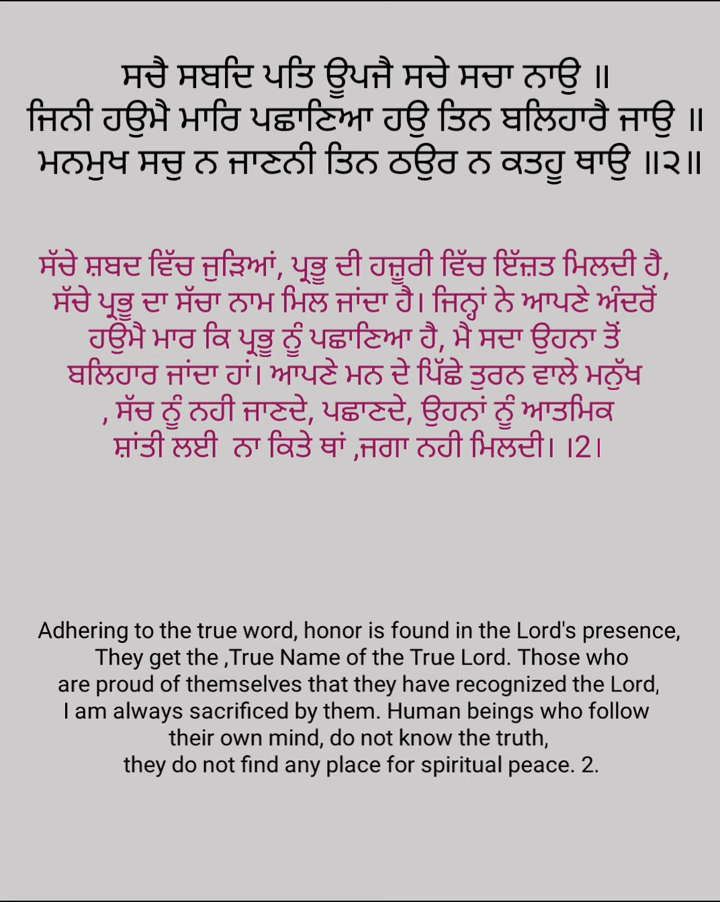 ਸਚੈ ਸਬਦਿ ਪਤਿ ਊਪਜੈ ਸਚੇ ਸਚਾ ਨਾਉ ॥
ਜਿਨੀ ਹਉਮੈ ਮਾਰਿ ਪਛਾਣਿਆ ਹਉ ਤਿਨ ਬਲਿਹਾਰੈ ਜਾਉ ॥
ਮਨਮੁਖ ਸਚੁ ਨ ਜਾਣਨੀ ਤਿਨ ਠਉਰ ਨ ਕਤਹੂ ਥਾਉ ॥੨॥
ਸੱਚੇ ਸ਼ਬਦ ਵਿੱਚ ਜੁੜਿਆਂ, ਪ੍ਰਭੂ ਦੀ ਹਜ਼ੂਰੀ ਵਿੱਚ ਇੱਜ਼ਤ ਮਿਲਦੀ ਹੈ,
ਸੱਚੇ ਪ੍ਰਭੂ ਦਾ ਸੱਚਾ ਨਾਮ ਮਿਲ ਜਾਂਦਾ ਹੈ। ਜਿਨ੍ਹਾਂ ਨੇ ਆਪਣੇ ਅੰਦਰੋਂ
ਹਉਮੈ ਮਾਰ ਕਿ ਪ੍ਰਭੂ ਨੂੰ ਪਛਾਣਿਆ ਹੈ, ਮੈ ਸਦਾ ਉਹਨਾ ਤੋਂ
ਬਲਿਹਾਰ ਜਾਂਦਾ ਹਾਂ। ਆਪਣੇ ਮਨ ਦੇ ਪਿੱਛੇ ਤੁਰਨ ਵਾਲੇ ਮਨੁੱਖ
, ਸੱਚ ਨੂੰ ਨਹੀ ਜਾਣਦੇ, ਪਛਾਣਦੇ, ਉਹਨਾਂ ਨੂੰ ਆਤਮਿਕ
ਸ਼ਾਂਤੀ ਲਈ ਨਾ ਕਿਤੇ ਥਾਂ ,ਜਗਾ ਨਹੀ ਮਿਲਦੀ। ।2।
Adhering to the true word, honor is found in the Lord's presence,
They get the ,True Name of the True Lord. Those who
are proud of themselves that they have recognized the Lord,
I am always sacrificed by them. Human beings who follow
their own mind, do not know the truth,
they do not find any place for spiritual peace. 2.